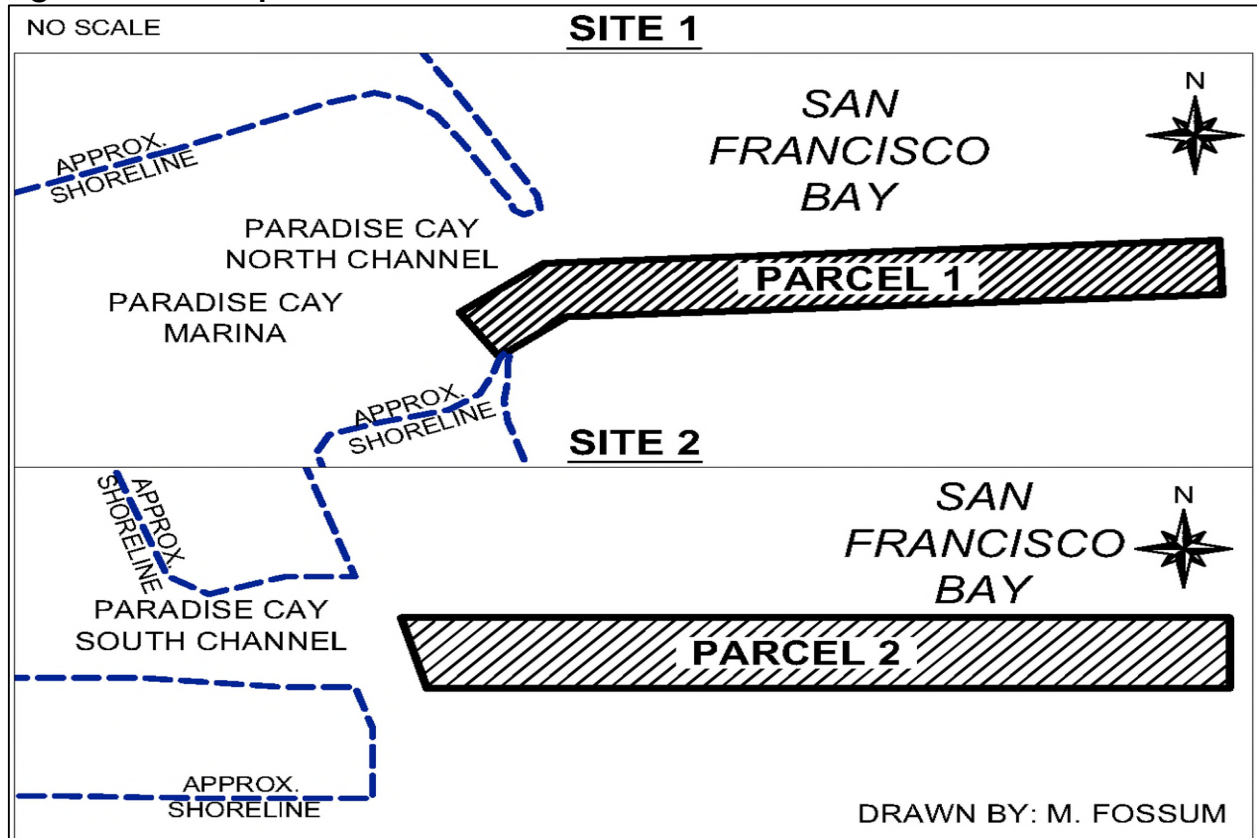 NO SCALE
SITE 1
N
SAN
FRANCISCO
BAY
APPROX.
SHORELINE
PARADISE CAY
NORTH CHANNEL
PARCEL 1
PARADISE CAY
MARINA
APPROX.
SHORELINE
SITE 2
N
SAN
FRANCISCO
BAY
APPROX.
SHORELINE
PARADISE CAY
SOUTH CHANNEL
PARCEL 2
APPROX.
SHORELINE
DRAWN BY: M. FOSSUM